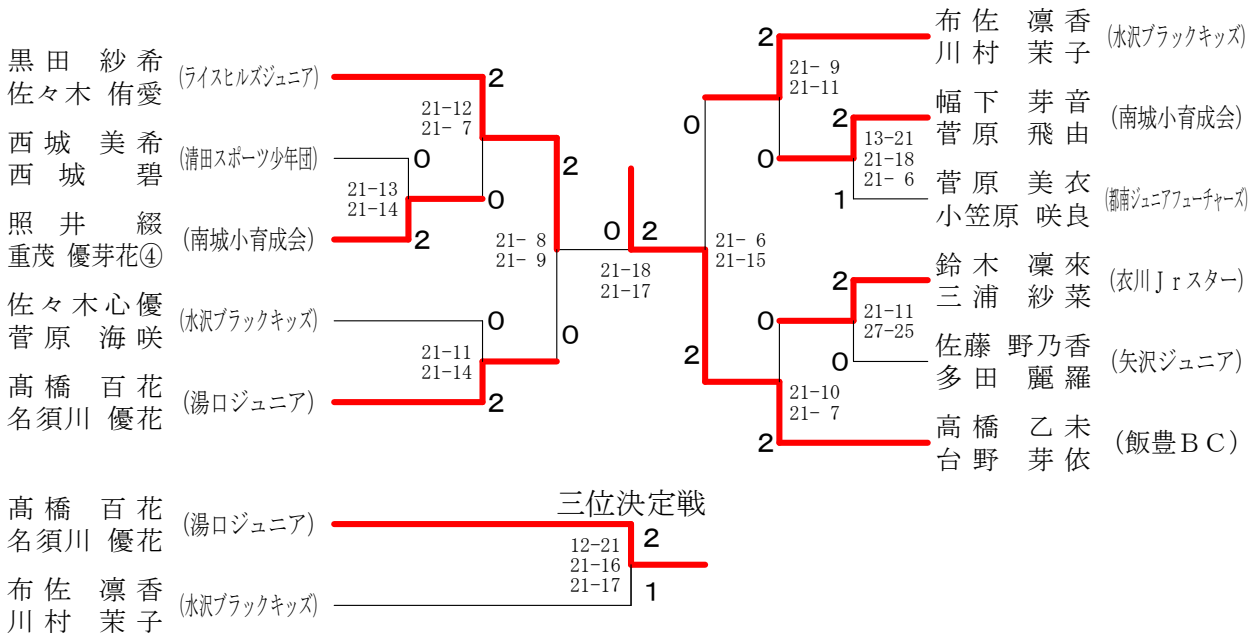 黒田 紗希
佐々木 侑愛
(ライスヒルズジュニア)
2
21-12
21- 7
西城 美希
西城 碧
(清田スポーツ少年団)
0
21-13
21-14
0
照井 綴
重茂 優芽花④
(南城小育成会)
2
2
21- 8
21- 9
佐々木心優
菅原 海咲
(水沢ブラックキッズ)
0
21-11
21-14
0
髙橋 百花
名須川 優花
(湯口ジュニア)
2
0 2
21-18
21-17
布佐 凛香
川村 茉子
(水沢ブラックキッズ)
2
21- 9
21-11
0
幅下 芽音
菅原 飛由
(南城小育成会)
2
13-21
21-18
21- 6
0
菅原 美衣
小笠原 咲良
(都南ジュニアフューチャーズ)
1
21- 6
21-15
鈴木 凜來
三浦 紗菜
(衣川Jrスター)
2
21-11
27-25
0
佐藤 野乃香
多田 麗羅
(矢沢ジュニア)
0
2
21-10
21- 7
高橋 乙未
台野 芽依
(飯豊BC)
2
三位決定戦
髙橋 百花
名須川 優花
(湯口ジュニア)
2
12-21
21-16
21-17
布佐 凛香
川村 茉子
(水沢ブラックキッズ)
1